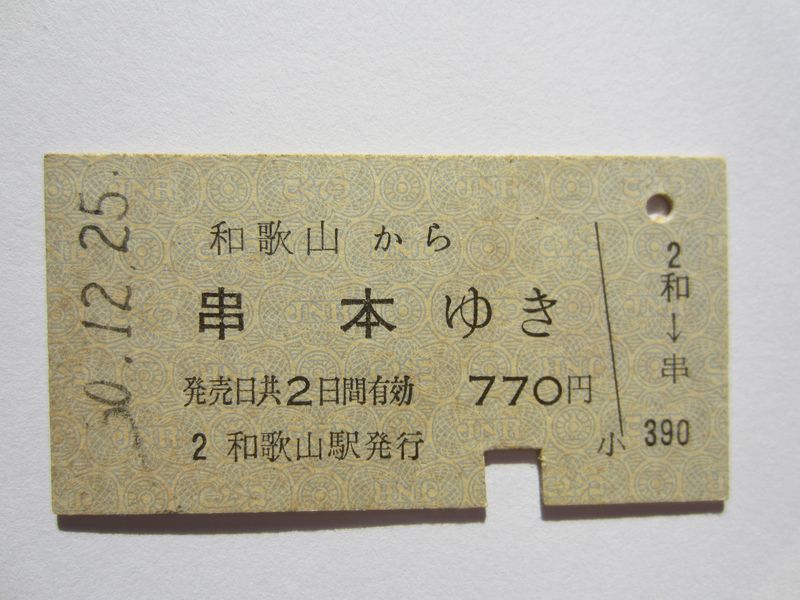 50.12.25.
和歌山から
串本ゆき
発売日共2日間有効 770円
2 和歌山駅発行
小
2
和
↓
串
390